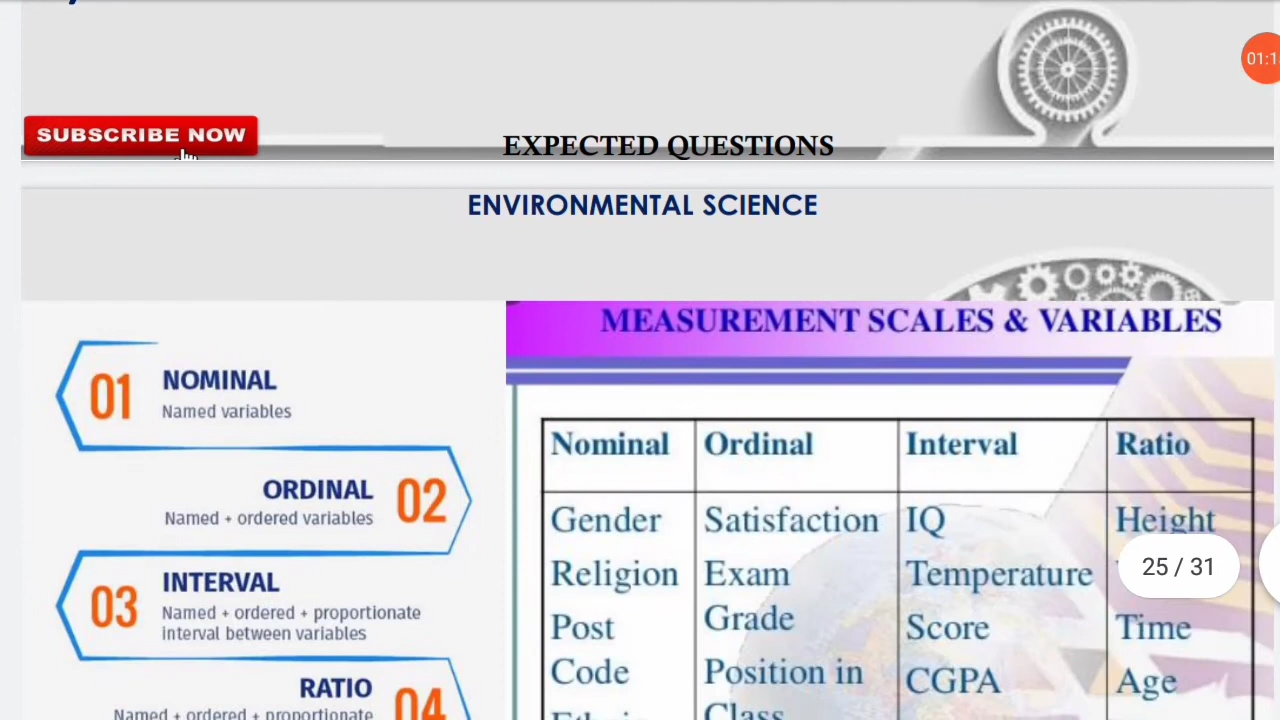 01:1
SUBSCRIBE NOW
EXPECTED QUESTIONS
ENVIRONMENTAL SCIENCE
01 NOMINAL
Named variables
ORDINAL 02
Named + ordered variables
03 INTERVAL
Named + ordered + proportionate
interval between variables
RATIO 04
Named + ordered + proportionate
MEASUREMENT SCALES & VARIABLES
Nominal Ordinal Interval Ratio
Gender Satisfaction IQ Height
Religion Exam Temperature
Grade
Post Score Time
Code Position in CGPA Age
Class
25 / 31